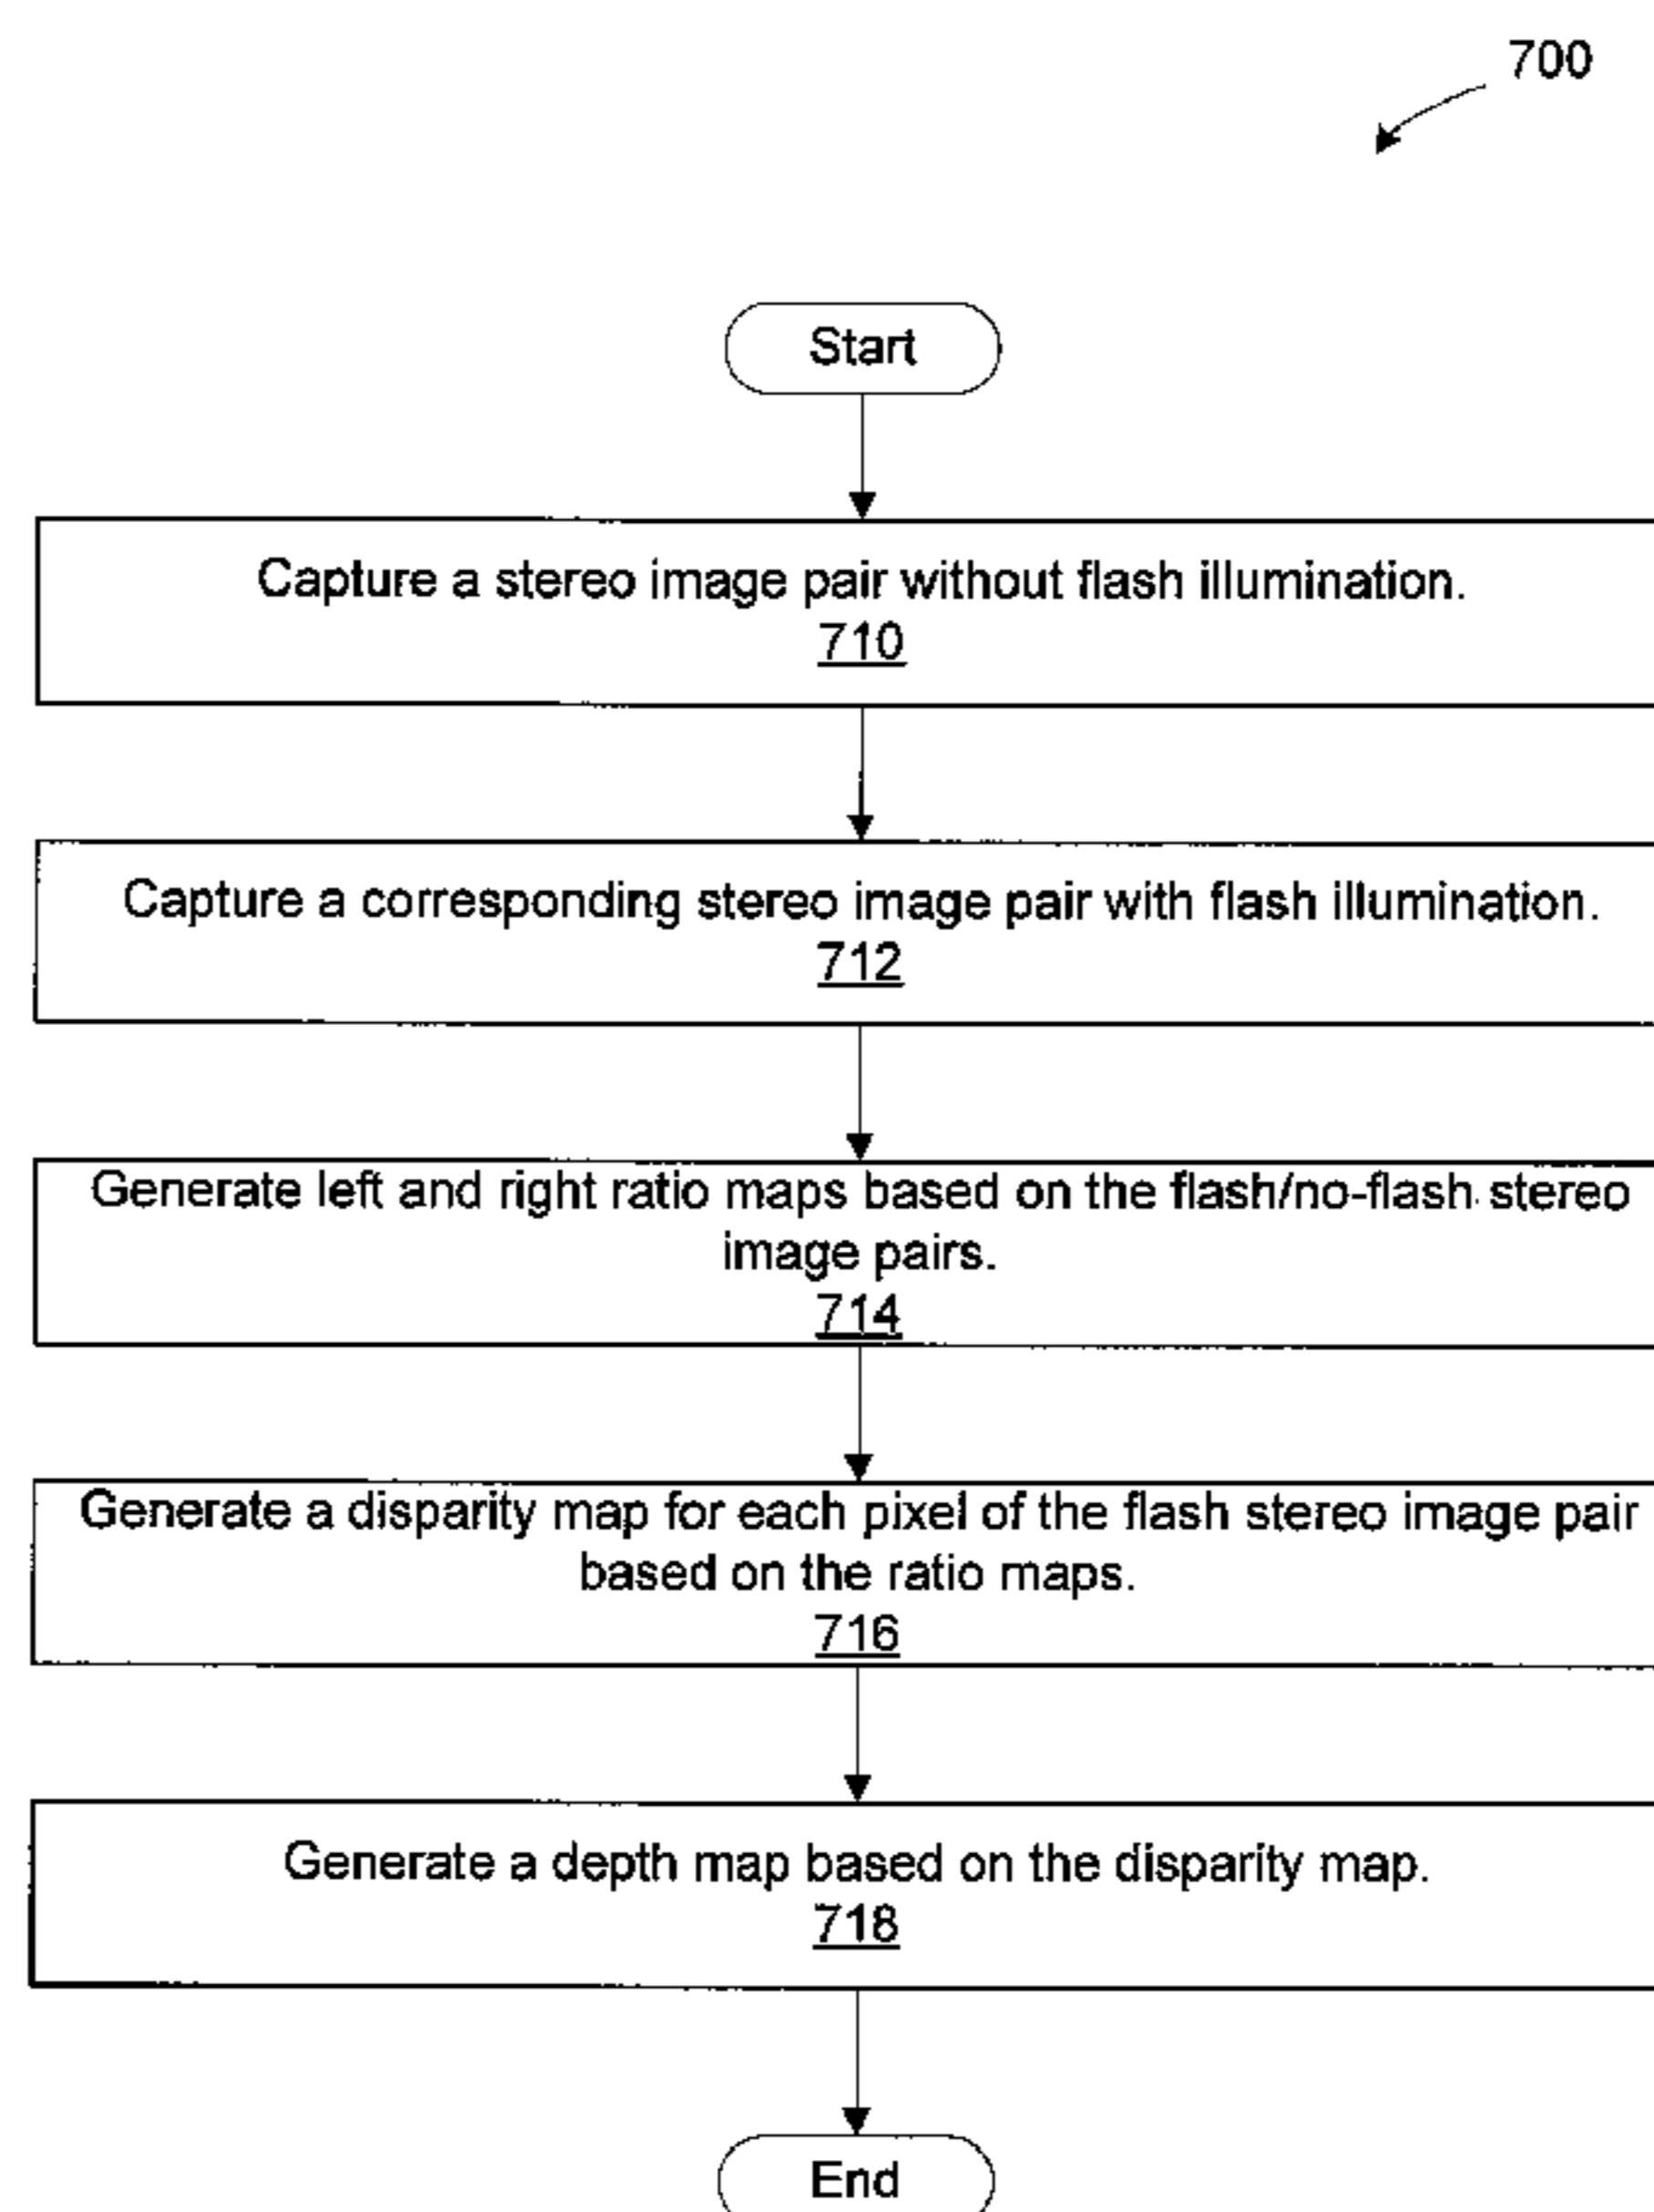 700
Start
Capture a stereo image pair without flash illumination.
710
Capture a corresponding stereo image pair with flash illumination.
712
Generate left and right ratio maps based on the flash/no-flash stereo
image pairs.
714
Generate a disparity map for each pixel of the flash stereo image pair
based on the ratio maps.
716
Generate a depth map based on the disparity map.
718
End